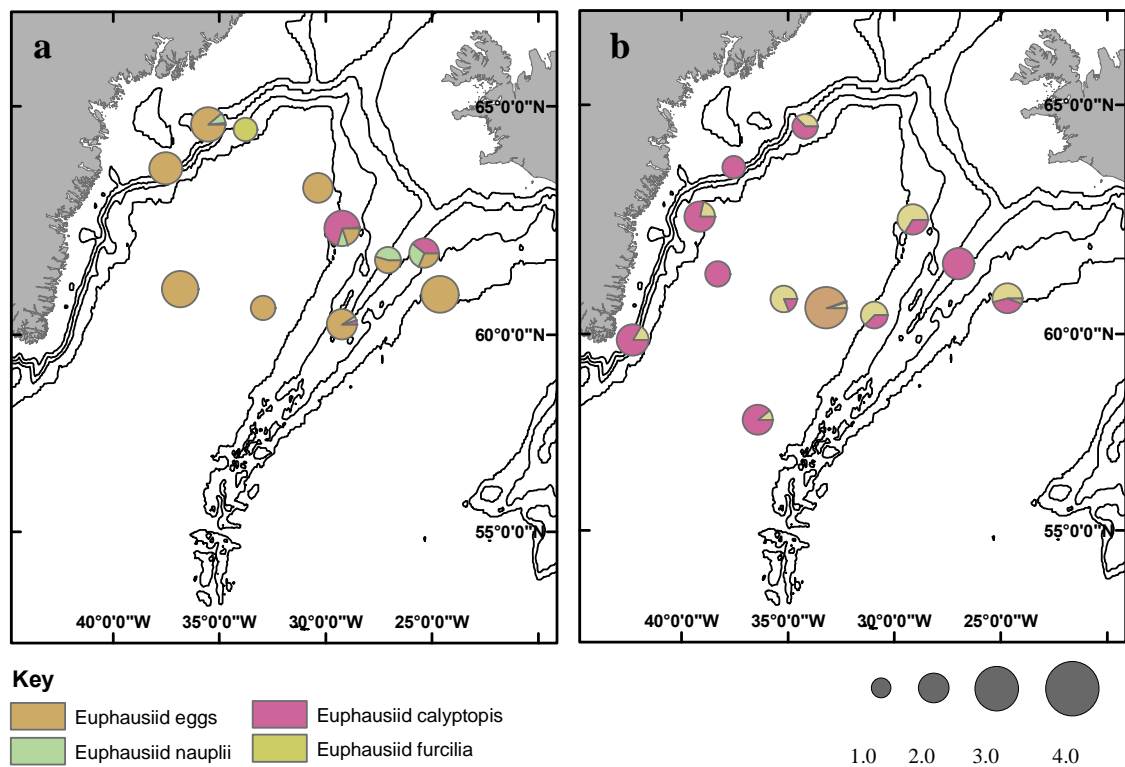 a
b
65°0'0"N
65°0'0"N
60°0'0"N
60°0'0"N
55°0'0"N
55°0'0"N
40°0'0"W 35°0'0"W 30°0'0"W 25°0'0"W
40°0'0"W 35°0'0"W 30°0'0"W 25°0'0"W
Key
Euphausiid eggs
Euphausiid calyptopis
Euphausiid nauplii
Euphausiid furcilia
1.0 2.0 3.0 4.0